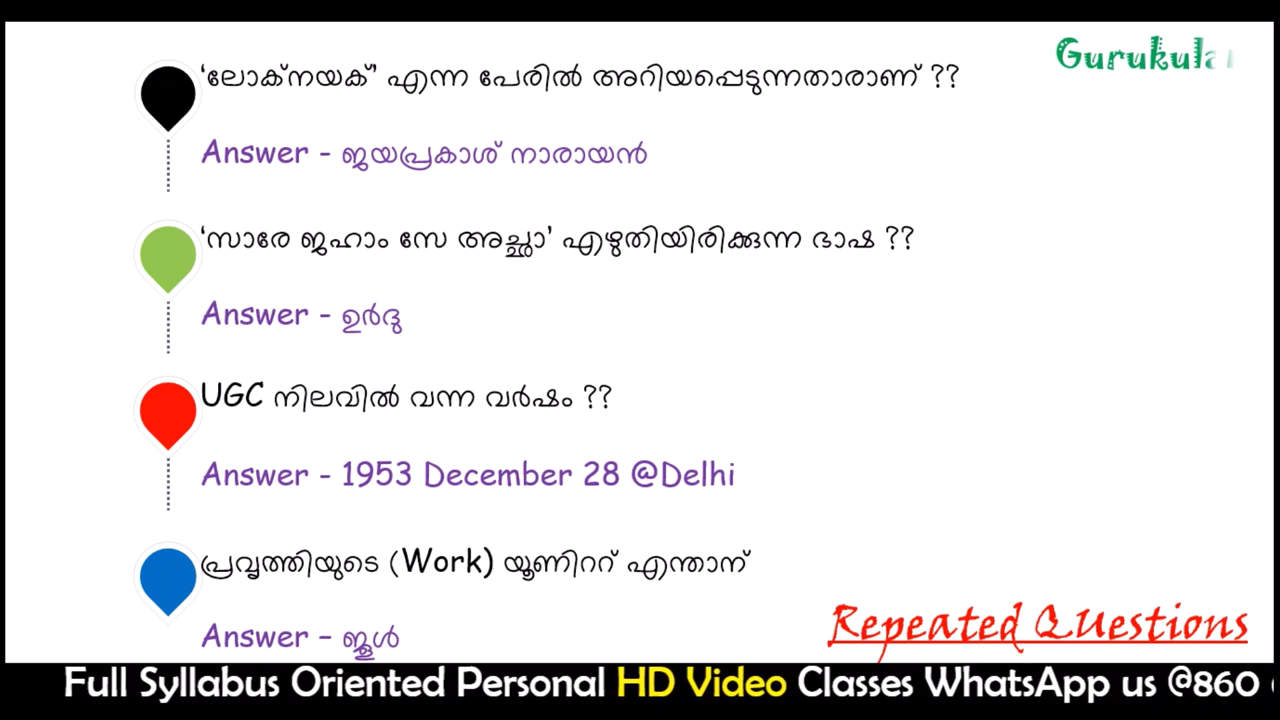 Gurukula
‘ലോക്നയക്’ എന്ന പേരിൽ അറിയപ്പെടുന്നതാരാണ് ??
Answer - ജയപ്രകാശ് നാരായൻ
‘സാരേ ജഹാം സേ അച്ഛാ’ എഴുതിയിരിക്കുന്ന ഭാഷ ??
Answer - ഉർദു
UGC നിലവിൽ വന്ന വർഷം ??
Answer - 1953 December 28 @Delhi
പ്രവൃത്തിയുടെ (Work) യൂണിററ് എന്താന്
Answer – ജൂൾ
Repeated QUestions
Full Syllabus Oriented Personal HD Video Classes WhatsApp us @860